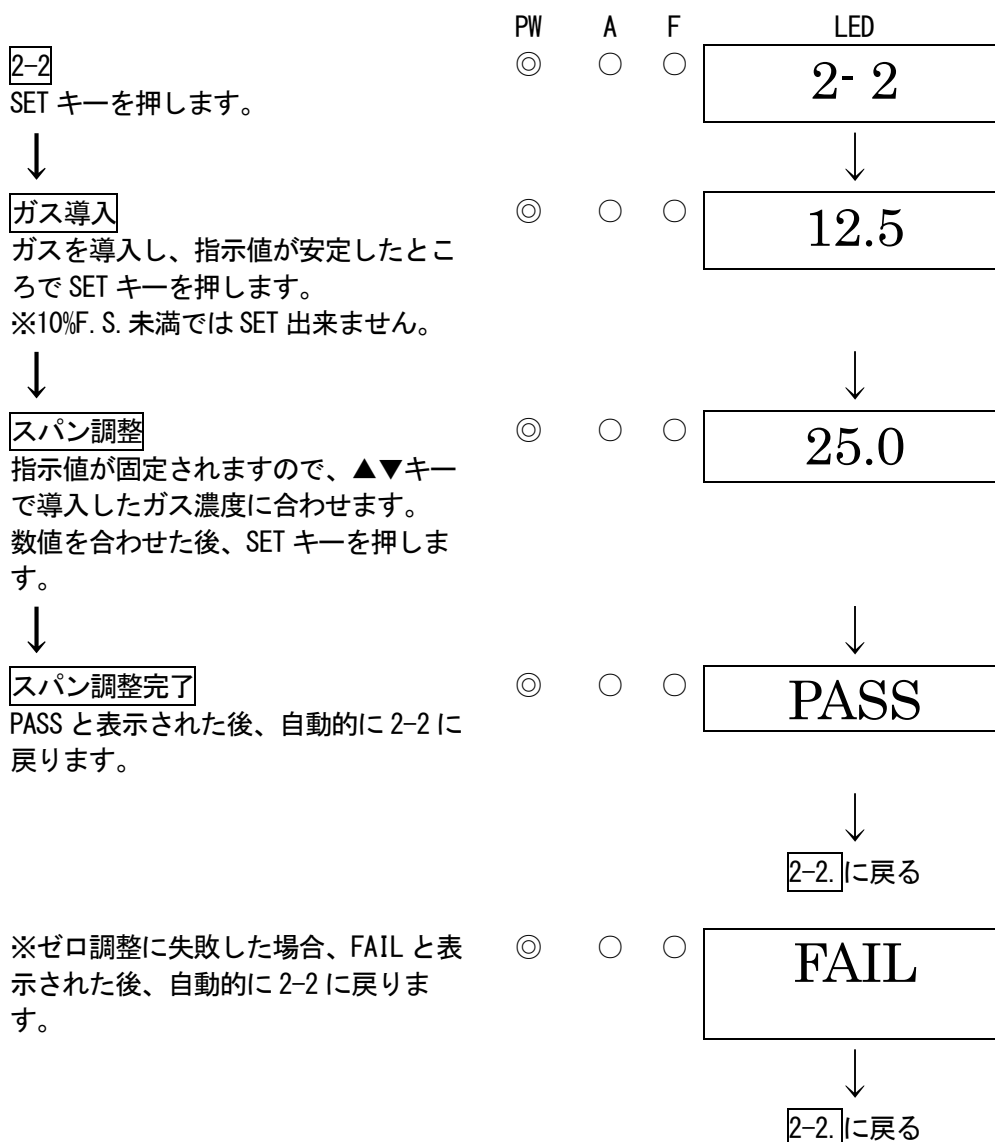 PW A F LED
2-2 ◎ ○ ○ 2- 2
SET キーを押します。
↓ ↓
ガス導入 ◎ ○ ○ 12.5
ガスを導入し、指示値が安定したとこ
ろで SET キーを押します。
※10%F.S.未満では SET 出来ません。
↓ ↓
スパン調整 ◎ ○ ○ 25.0
指示値が固定されますので、▲▼キー
で導入したガス濃度に合わせます。
数値を合わせた後、SET キーを押しま
す。
↓ ↓
スパン調整完了 ◎ ○ ○ PASS
PASS と表示された後、自動的に 2-2 に
戻ります。
↓
2-2.に戻る
※ゼロ調整に失敗した場合、FAIL と表 ◎ ○ ○ FAIL
示された後、自動的に 2-2 に戻りま
す。
↓
2-2.に戻る